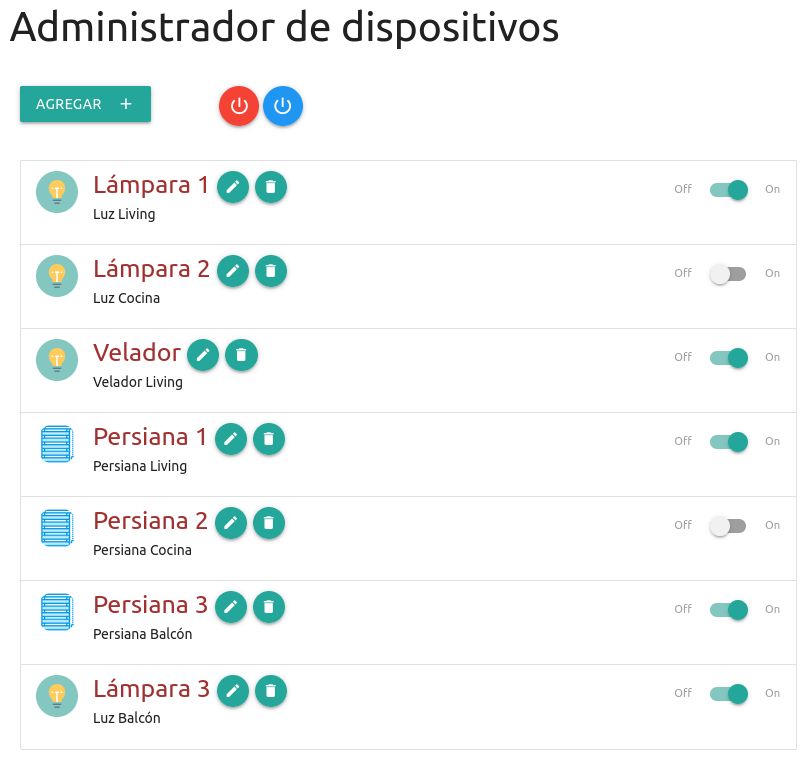 Administrador de dispositivos
AGREGAR +
Lámpara 1
Off On
Luz Living
Lámpara 2
Off On
Luz Cocina
Velador
Off On
Velador Living
Persiana 1
Off On
Persiana Living
Persiana 2
Off On
Persiana Cocina
Persiana 3
Off On
Persiana Balcón
Lámpara 3
Off On
Luz Balcón